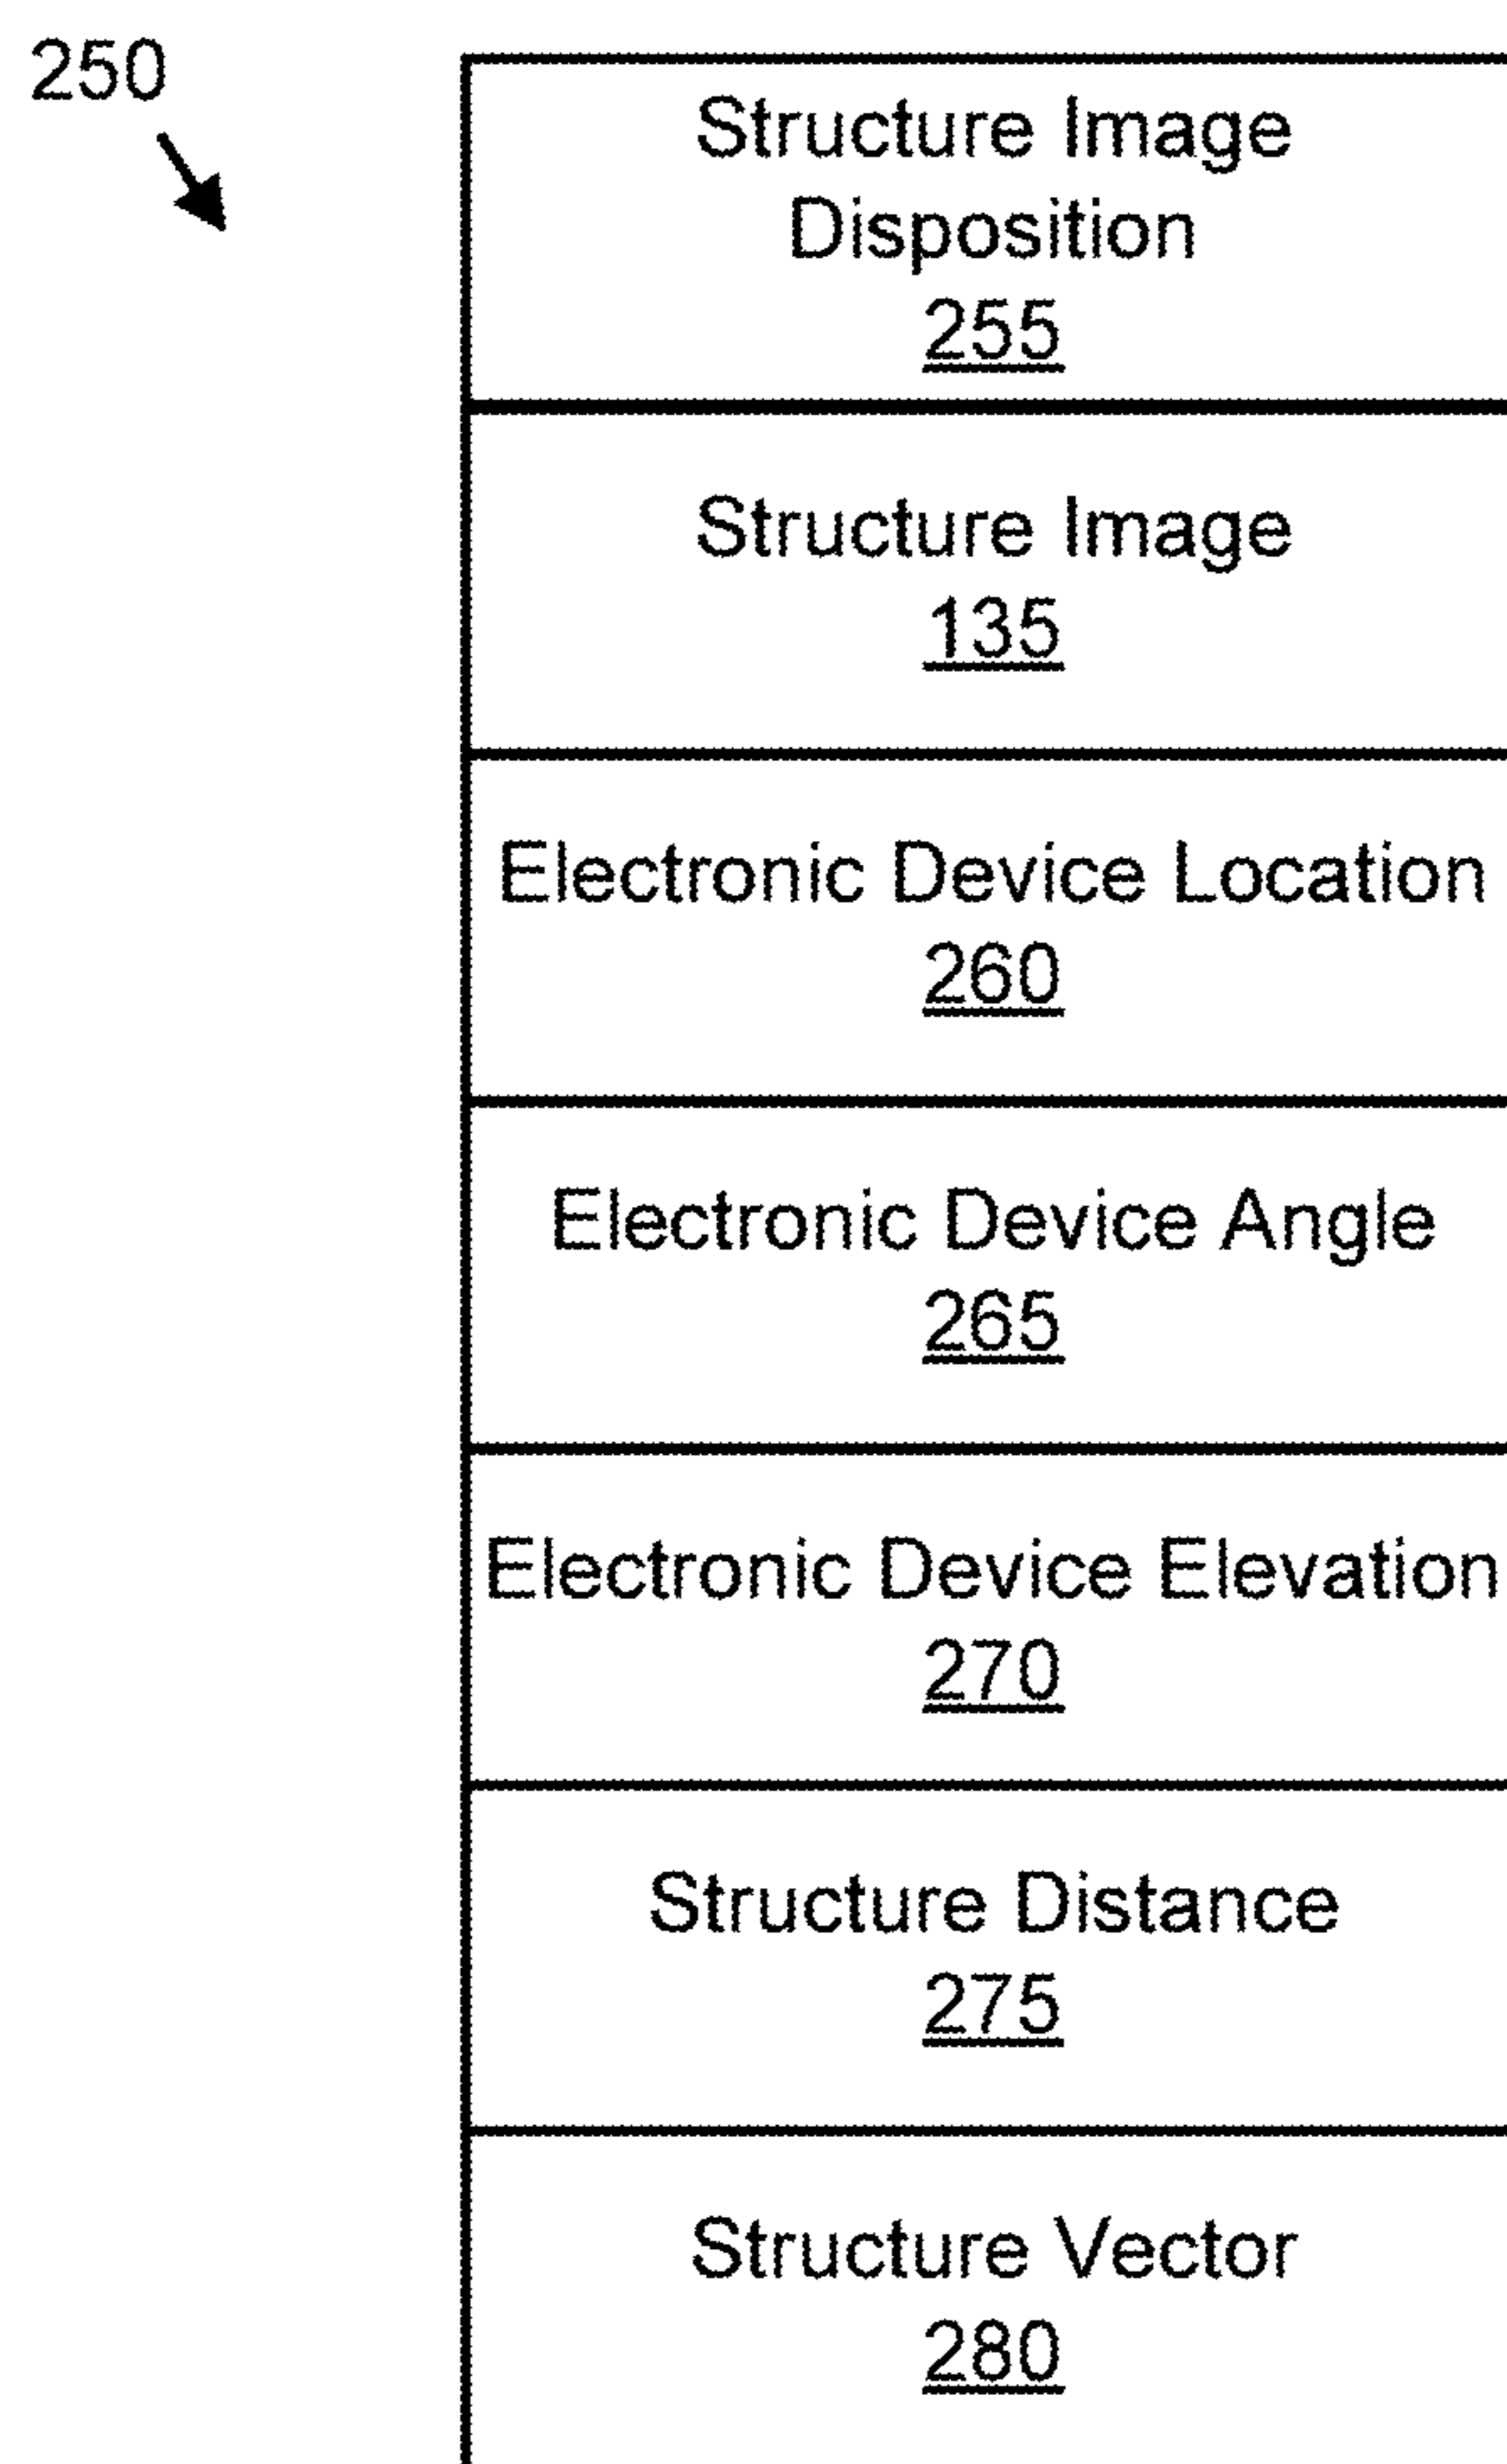 250
Structure Image
Disposition
255
Structure Image
135
Electronic Device Location
260
Electronic Device Angle
265
Electronic Device Elevation
270
Structure Distance
275
Structure Vector
280